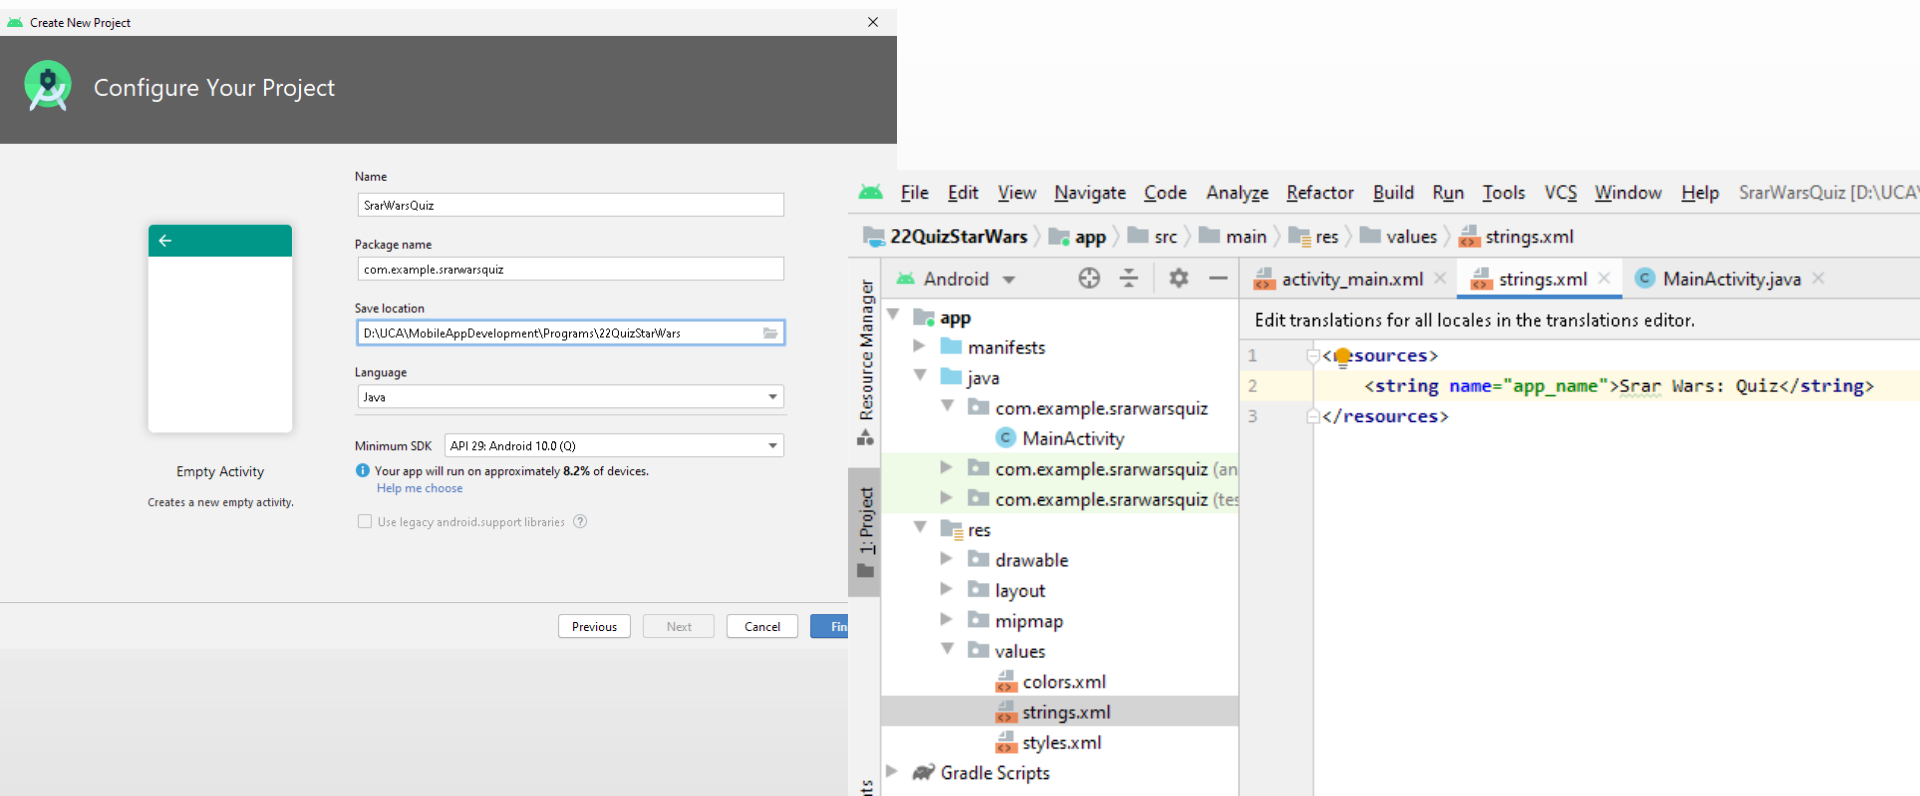 Create New Project
Configure Your Project
Name
SrarWarsQuiz
Package name
com.example.srarwarsquiz
Save location
D:\UCA\MobileAppDevelopment\Programs\22QuizStarWars
Language
Java
Minimum SDK API 29: Android 10.0 (Q)
Your app will run on approximately 8.2% of devices.
Help me choose
Use legacy android.support libraries ?
Empty Activity
Creates a new empty activity.
Previous Next Cancel Fin
File Edit View Navigate Code Analyze Refactor Build Run Tools VCS Window Help SrarWarsQuiz [D:\UCA\
22QuizStarWars app src main res values strings.xml
Resource Manager
1: Project
Android
app
manifests
java
com.example.srarwarsquiz
MainActivity
com.example.srarwarsquiz (an
com.example.srarwarsquiz (tes
res
drawable
layout
mipmap
values
colors.xml
strings.xml
styles.xml
Gradle Scripts
activity_main.xml strings.xml MainActivity.java
Edit translations for all locales in the translations editor.
1 <resources>
2 <string name="app_name">Srar Wars: Quiz</string>
3 </resources>